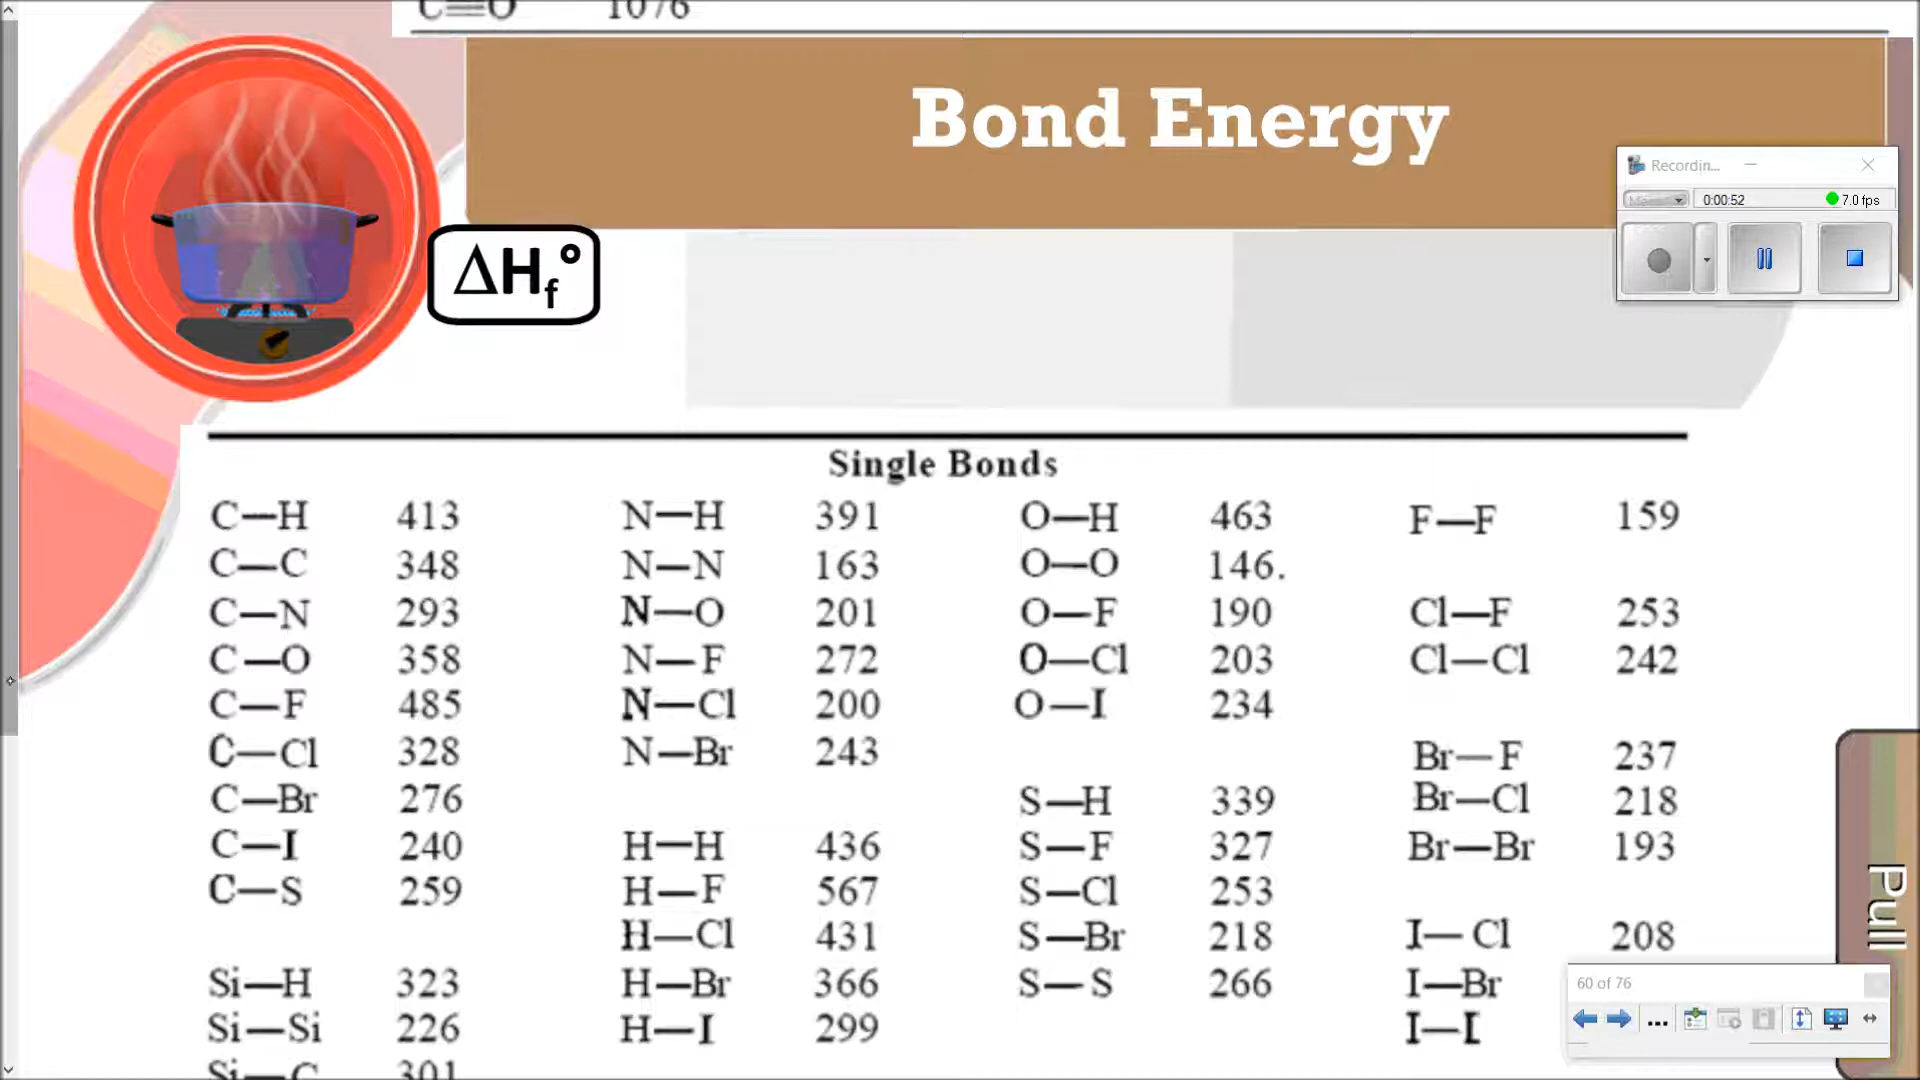 C≡O 1076
Bond Energy
Recordin...
0:00:52 7.0 fps
ΔHf°
Single Bonds
C—H 413 N—H 391 O—H 463 F—F 159
C—C 348 N—N 163 O—O 146.
C—N 293 N—O 201 O—F 190 Cl—F 253
C—O 358 N—F 272 O—Cl 203 Cl—Cl 242
C—F 485 N—Cl 200 O—I 234
C—Cl 328 N—Br 243 Br—F 237
C—Br 276 S—H 339 Br—Cl 218
C—I 240 H—H 436 S—F 327 Br—Br 193
C—S 259 H—F 567 S—Cl 253
H—Cl 431 S—Br 218 I—Cl 208
Si—H 323 H—Br 366 S—S 266 I—Br
Si—Si 226 H—I 299 I—I
Si—C 301
Pull
60 of 76